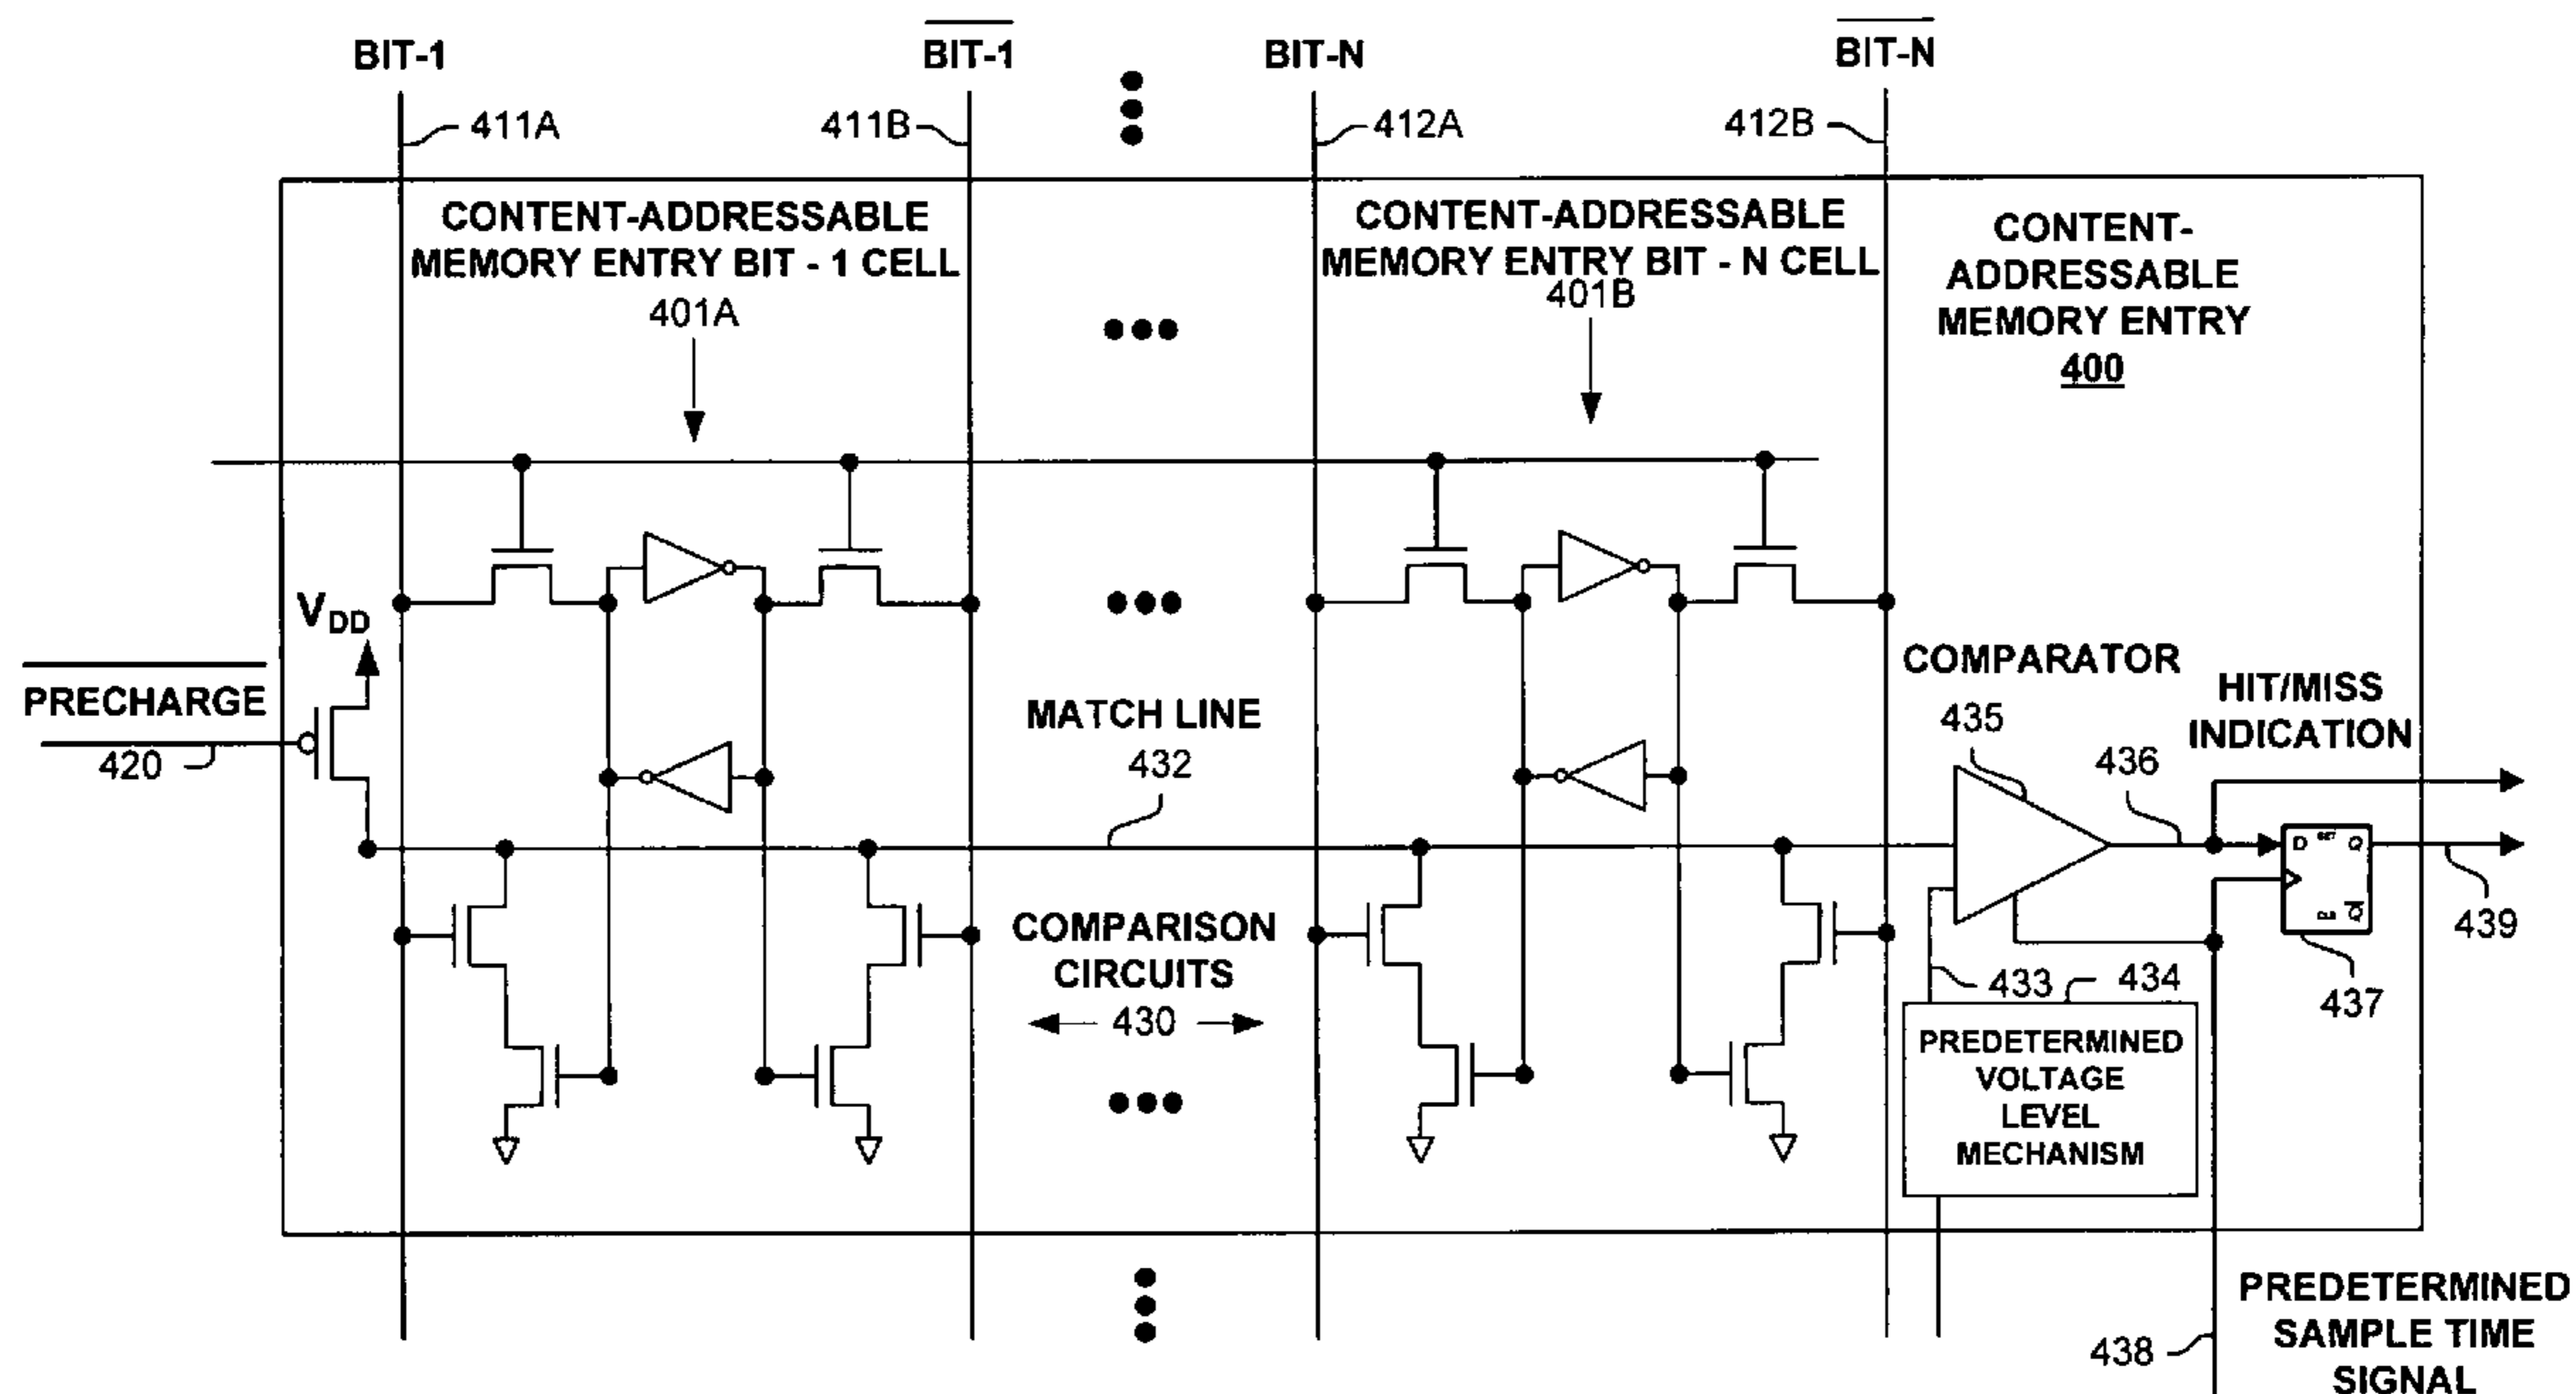 BIT-1
BIT-1
BIT-N
BIT-N
411A
411B
412A
412B
CONTENT-ADDRESSABLE
MEMORY ENTRY BIT - 1 CELL
401A
CONTENT-ADDRESSABLE
MEMORY ENTRY BIT - N CELL
401B
CONTENT-
ADDRESSABLE
MEMORY ENTRY
400
VDD
PRECHARGE
420
MATCH LINE
432
COMPARATOR
435
436
HIT/MISS
INDICATION
D SET Q
Q
437
439
COMPARISON
CIRCUITS
430
433
434
PREDETERMINED
VOLTAGE
LEVEL
MECHANISM
438
PREDETERMINED
SAMPLE TIME
SIGNAL